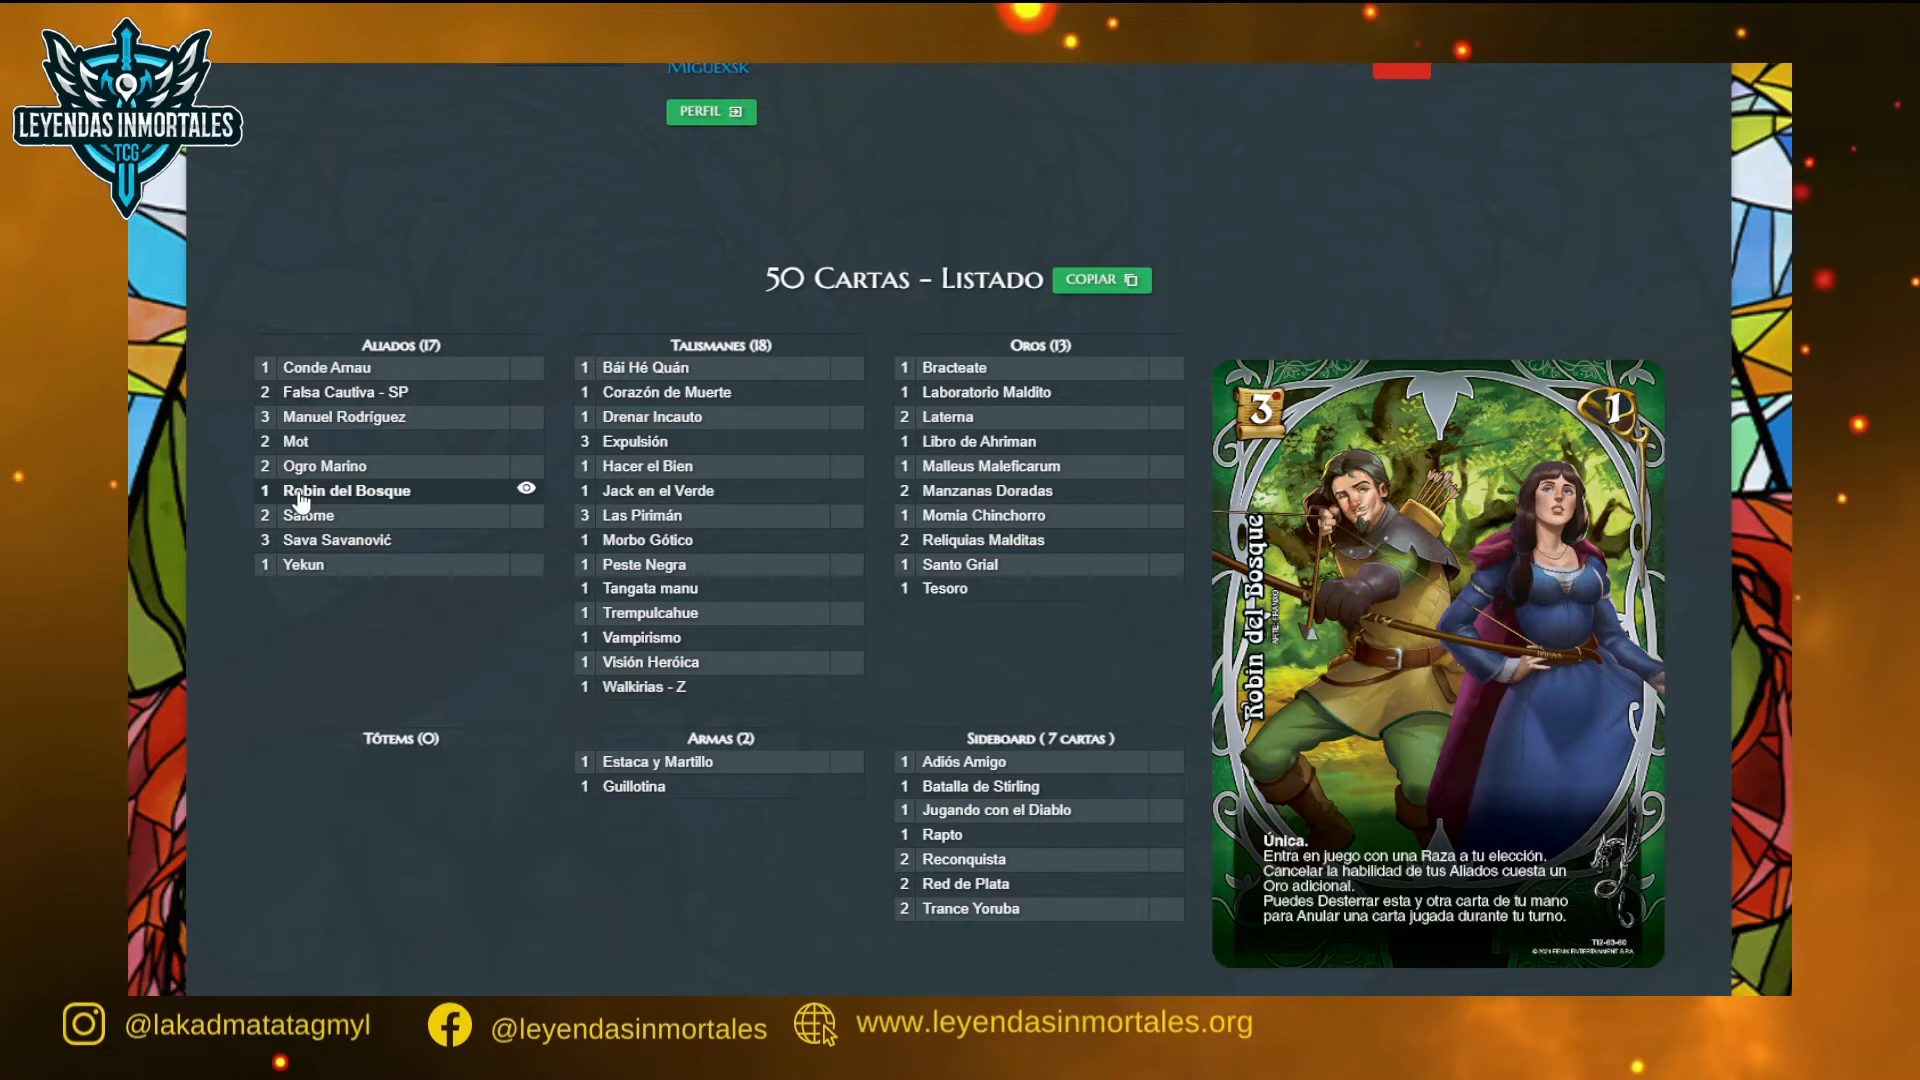 LEYENDAS INMORTALES
TCG
MIGUEXSK
PERFIL
50 CARTAS - LISTADO
COPIAR
ALIADOS (17)
1 Conde Arnau
2 Falsa Cautiva - SP
3 Manuel Rodríguez
2 Mot
2 Ogro Marino
1 Robin del Bosque
2 Salome
3 Sava Savanović
1 Yekun
TALISMANES (18)
1 Bái Hé Quán
1 Corazón de Muerte
1 Drenar Incauto
3 Expulsión
1 Hacer el Bien
1 Jack en el Verde
3 Las Pirimán
1 Morbo Gótico
1 Peste Negra
1 Tangata manu
1 Trempulcahue
1 Vampirismo
1 Visión Heróica
1 Walkirias - Z
OROS (13)
1 Bracteate
1 Laboratorio Maldito
2 Laterna
1 Libro de Ahriman
1 Malleus Maleficarum
2 Manzanas Doradas
1 Momia Chinchorro
2 Reliquias Malditas
1 Santo Grial
1 Tesoro
TÓTEMS (0)
ARMAS (2)
1 Estaca y Martillo
1 Guillotina
SIDEBOARD ( 7 CARTAS )
1 Adiós Amigo
1 Batalla de Stirling
1 Jugando con el Diablo
1 Rapto
2 Reconquista
2 Red de Plata
2 Trance Yoruba
3
1
Robin del Bosque
Única.
Entra en juego con una Raza a tu elección.
Cancelar la habilidad de tus Aliados cuesta un
Oro adicional.
Puedes Desterrar esta y otra carta de tu mano
para Anular una carta jugada durante tu turno.
TI2-63-60
© 2021 FENIX ENTERTAINMENT S.P.A.
@lakadmatatagmyl
@leyendasinmortales
www.leyendasinmortales.org